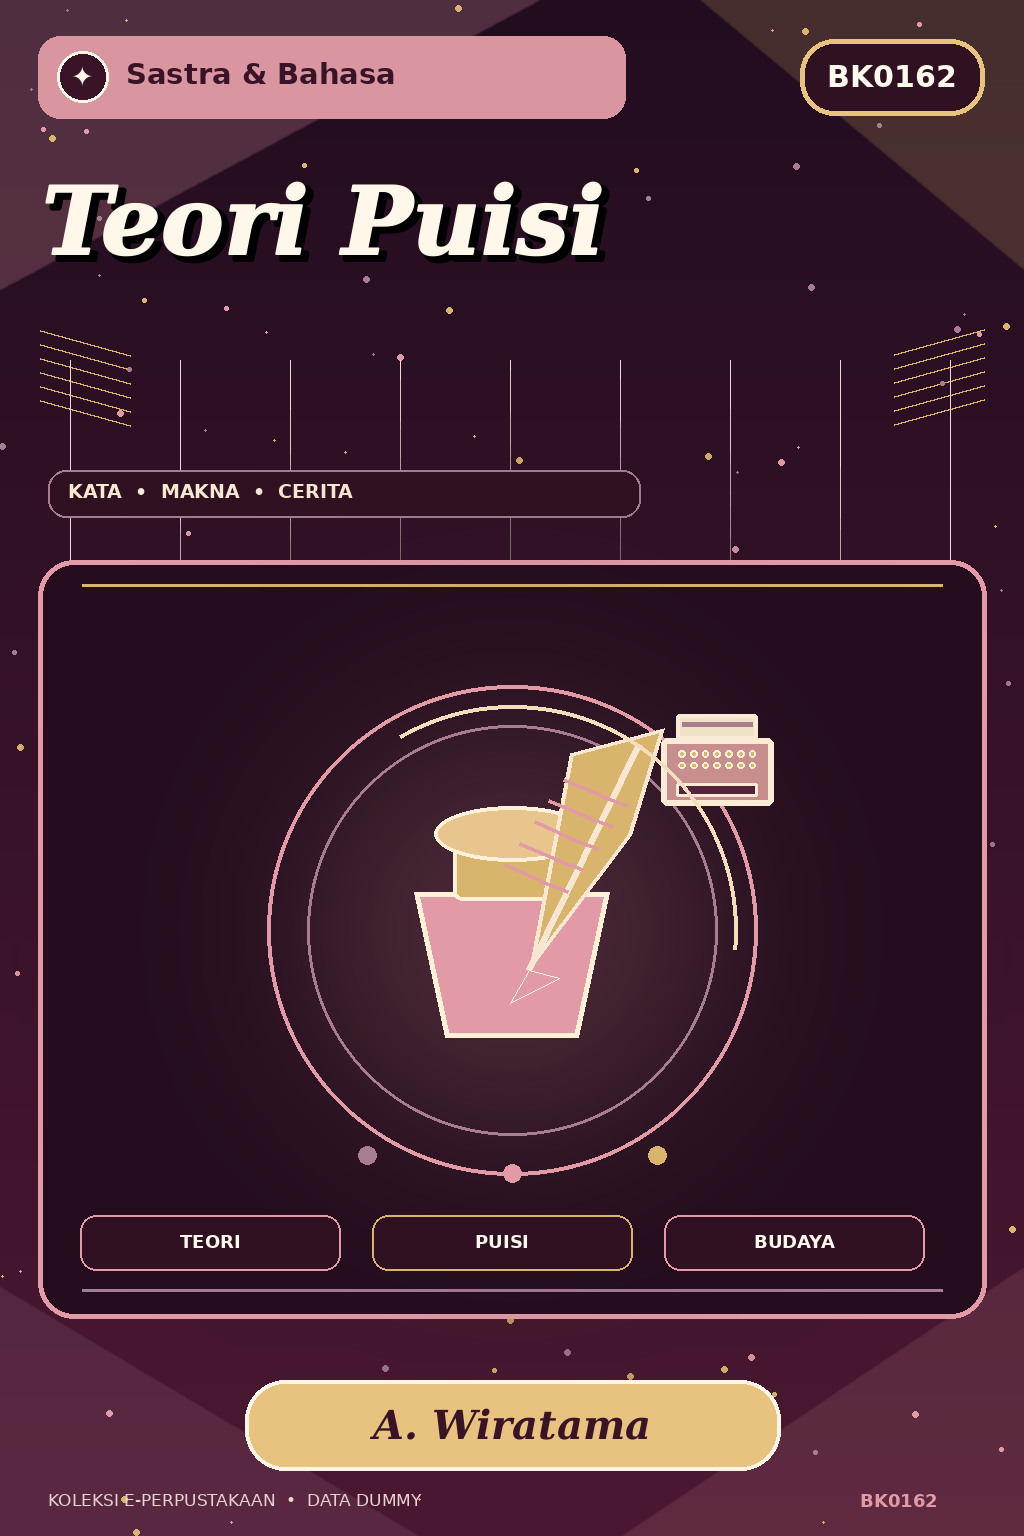 Sastra & Bahasa
BK0162
Teori Puisi
KATA • MAKNA • CERITA
TEORI
PUISI
BUDAYA
A. Wiratama
KOLEKSI E-PERPUSTAKAAN • DATA DUMMY
BK0162